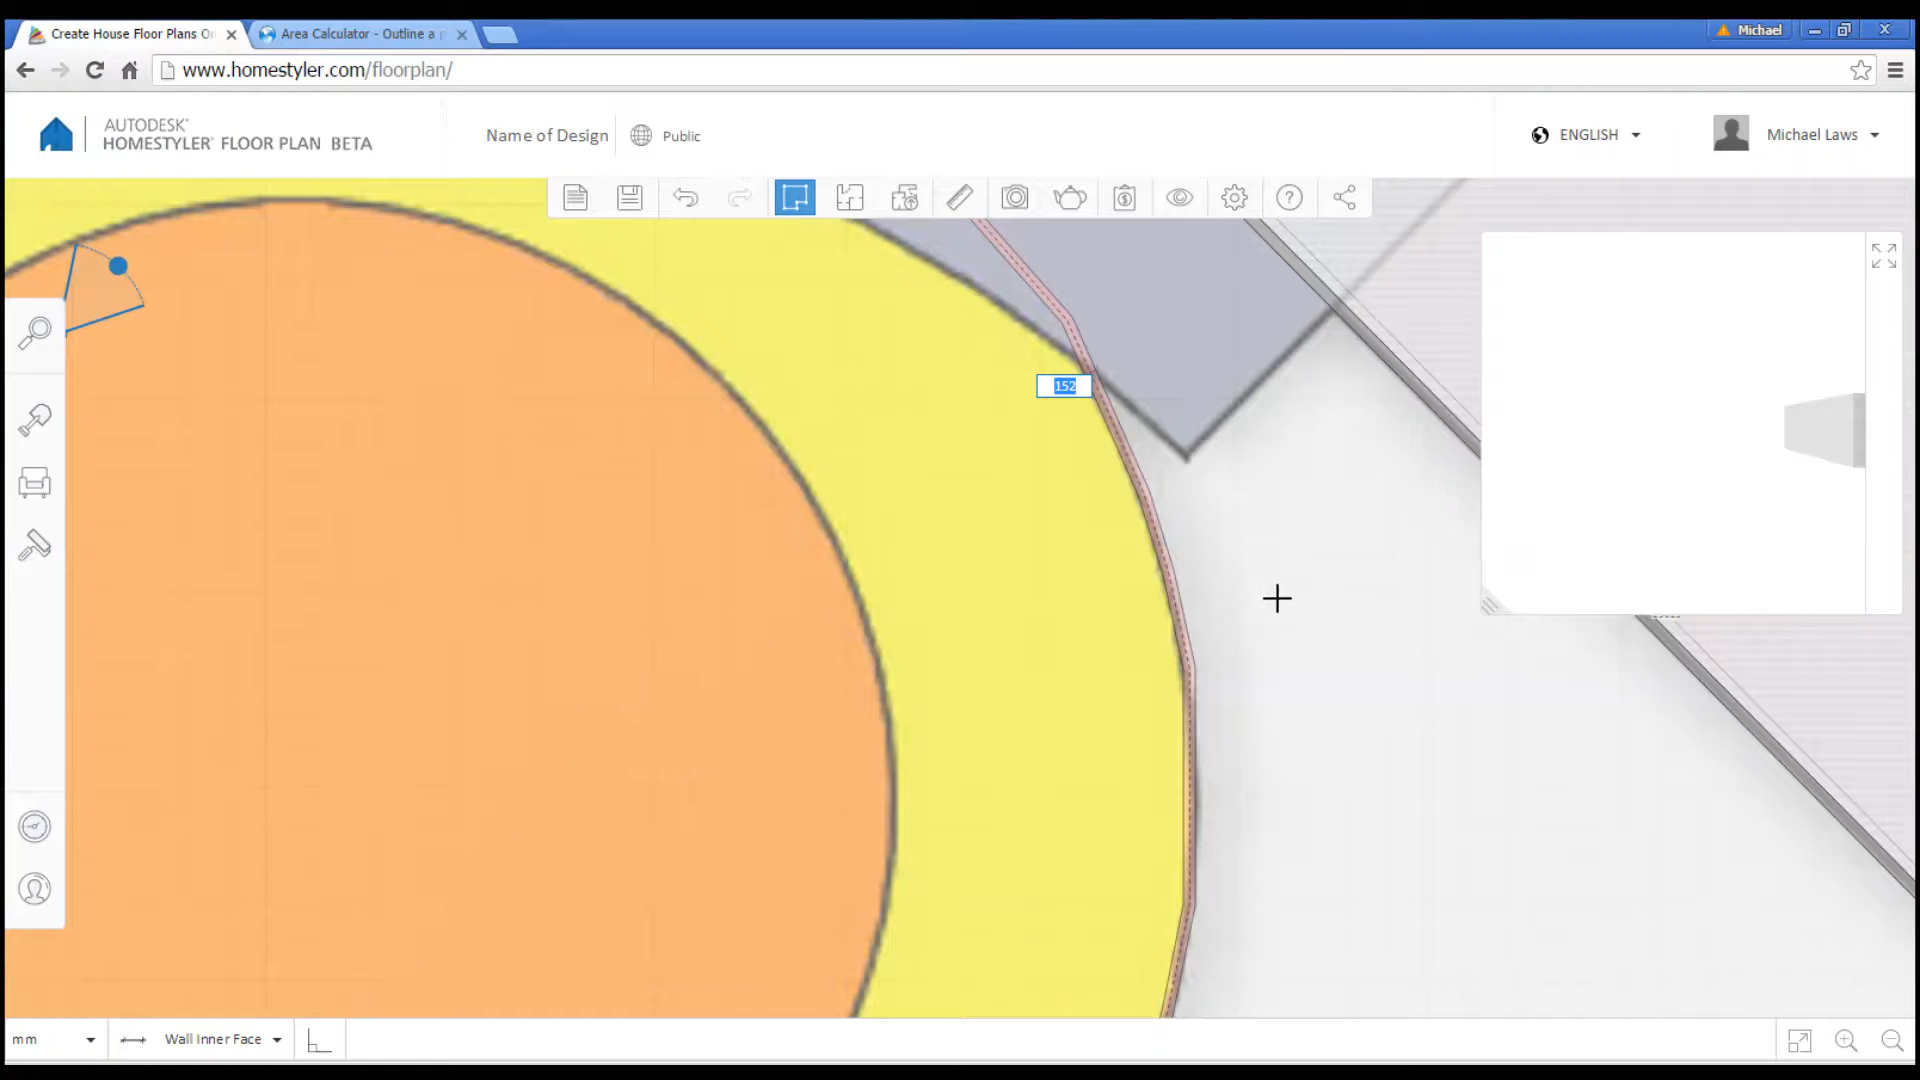 Create House Floor Plans On
Area Calculator - Outline a
Michael
www.homestyler.com/floorplan/
AUTODESK®
HOMESTYLER® FLOOR PLAN BETA
Name of Design
Public
ENGLISH
Michael Laws
152
mm
Wall Inner Face